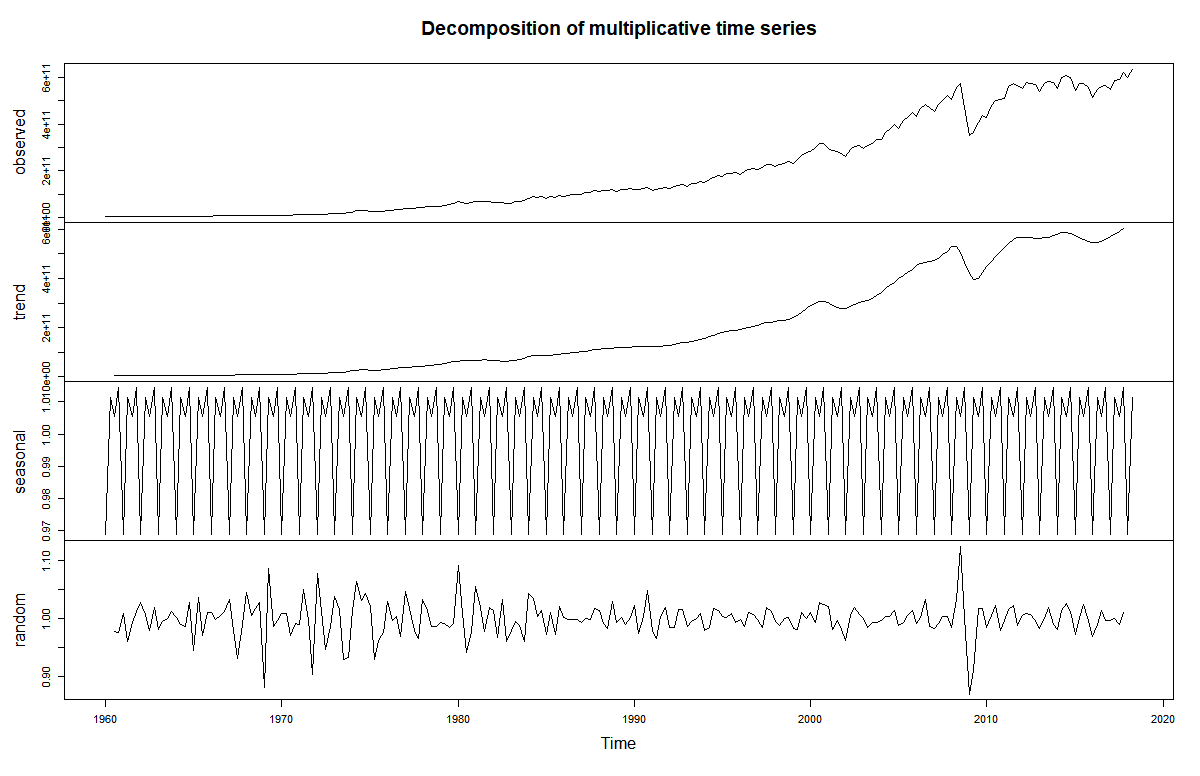 Decomposition of multiplicative time series
observed
0e+00 2e+11 4e+11 6e+11
trend
0e+00 2e+11 4e+11 6e+11
seasonal
0.97 0.98 0.99 1.00 1.01
random
0.90 1.00 1.10
1960 1970 1980 1990 2000 2010 2020
Time